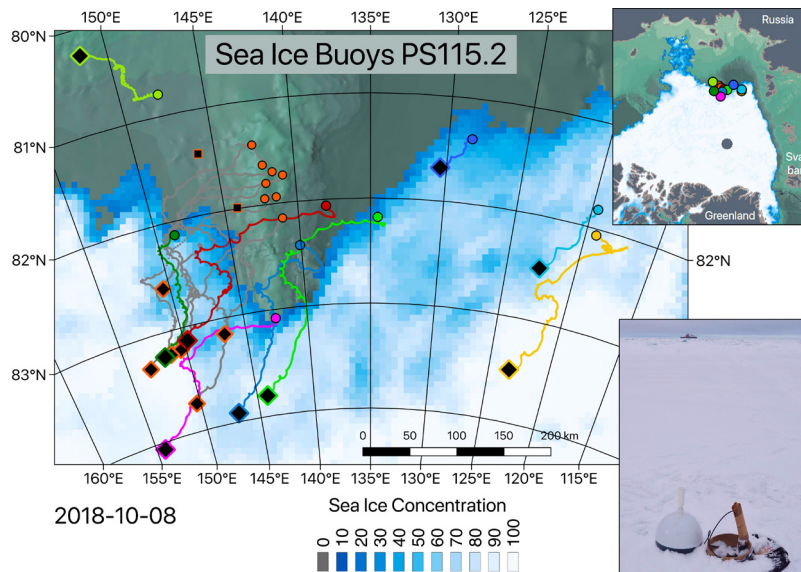 150°E 145°E 140°E 130°E 125°E
80°N
Sea Ice Buoys PS115.2
Russia
81°N
Sva
bar
Greenland
82°N
82°N
83°N
0 50 100 150 200 km
160°E 155°E 150°E 145°E 140°E 135°E 130°E 125°E 120°E 115°E
2018-10-08
Sea Ice Concentration
0 10 20 30 40 50 60 70 80 90 100